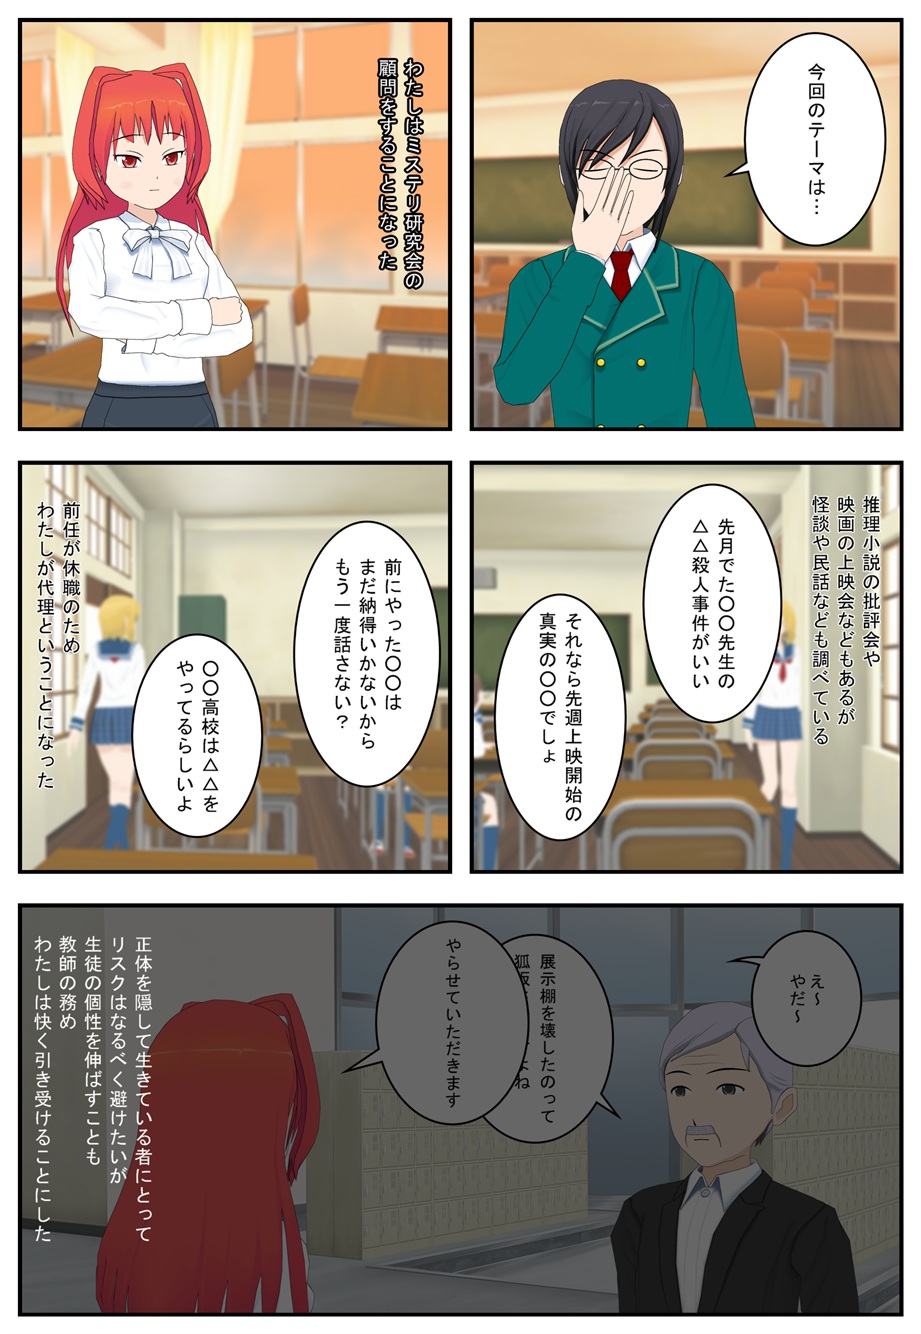 今回のテーマは…
わたしはミステリ研究会の
顧問をすることになった
推理小説の批評会や
映画の上映会などもあるが
怪談や民話なども調べている
先月でた〇〇先生の
△△殺人事件がいい
それなら先週上映開始の
真実の〇〇でしょ
前にやった〇〇は
まだ納得いかないから
もう一度話さない?
〇〇高校は△△を
やってるらしいよ
前任が休職のため
わたしが代理ということになった
え～
やだ～
展示棚を壊したのって
狐坂
よね
やらせていただきます
正体を隠して生きている者にとって
リスクはなるべく避けたいが
生徒の個性を伸ばすことも
教師の務め
わたしは快く引き受けることにした